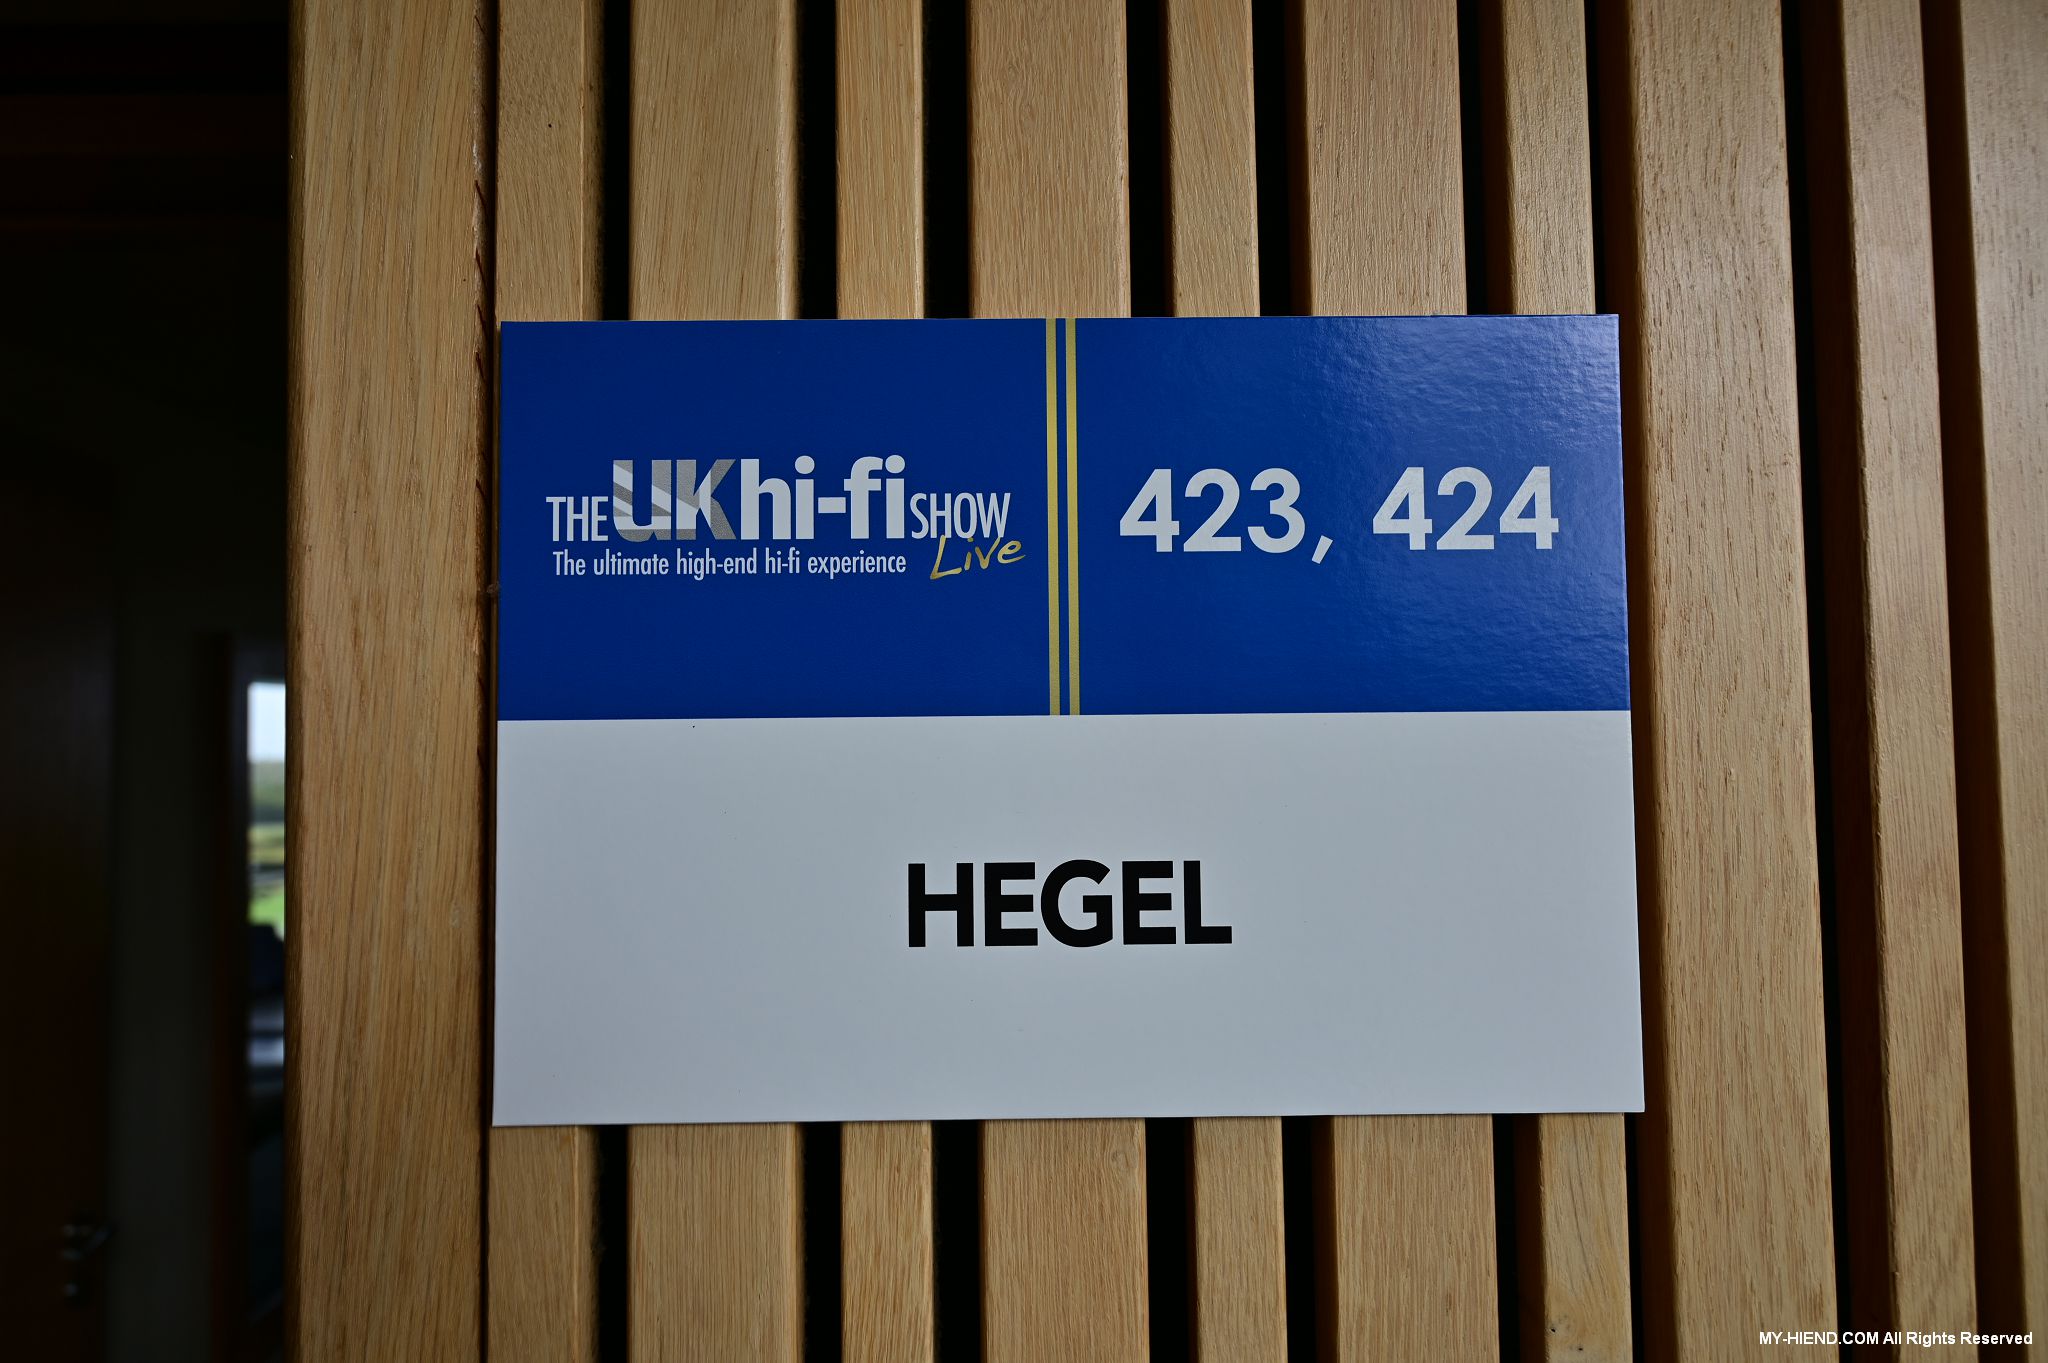 THE UK hi-fi SHOW
Live
The ultimate high-end hi-fi experience
423, 424
HEGEL
MY-HIEND.COM All Rights Reserved